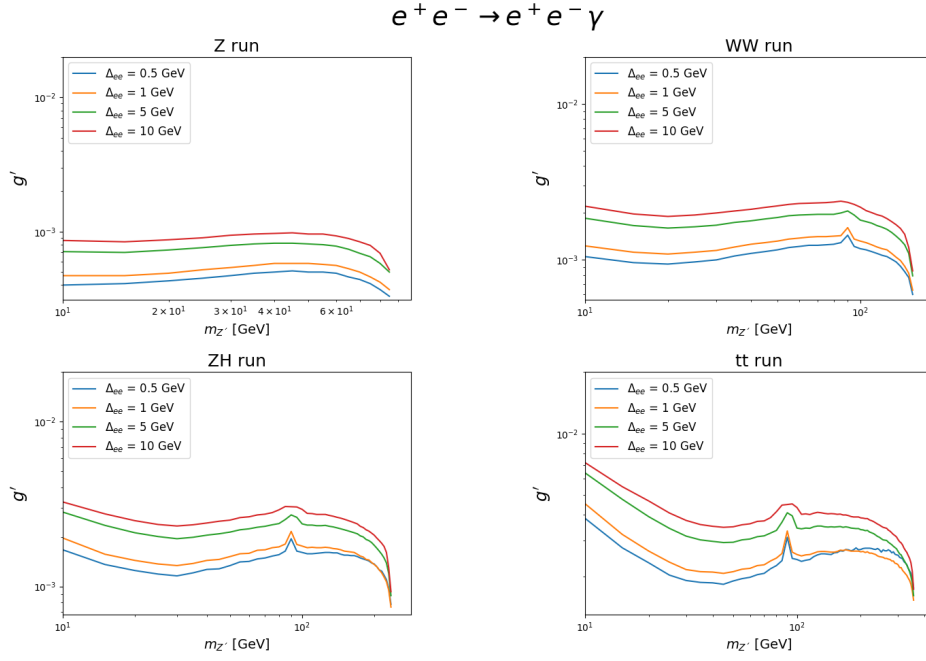 e⁺e⁻ → e⁺e⁻γ
Z run
Δee = 0.5 GeV
Δee = 1 GeV
Δee = 5 GeV
Δee = 10 GeV
10⁻²
10⁻³
g′
10¹
2 × 10¹
3 × 10¹
4 × 10¹
6 × 10¹
mZ′ [GeV]
WW run
Δee = 0.5 GeV
Δee = 1 GeV
Δee = 5 GeV
Δee = 10 GeV
10⁻²
10⁻³
g′
10¹
10²
mZ′ [GeV]
ZH run
Δee = 0.5 GeV
Δee = 1 GeV
Δee = 5 GeV
Δee = 10 GeV
10⁻²
10⁻³
g′
10¹
10²
mZ′ [GeV]
tt run
Δee = 0.5 GeV
Δee = 1 GeV
Δee = 5 GeV
Δee = 10 GeV
10⁻²
g′
10¹
10²
mZ′ [GeV]